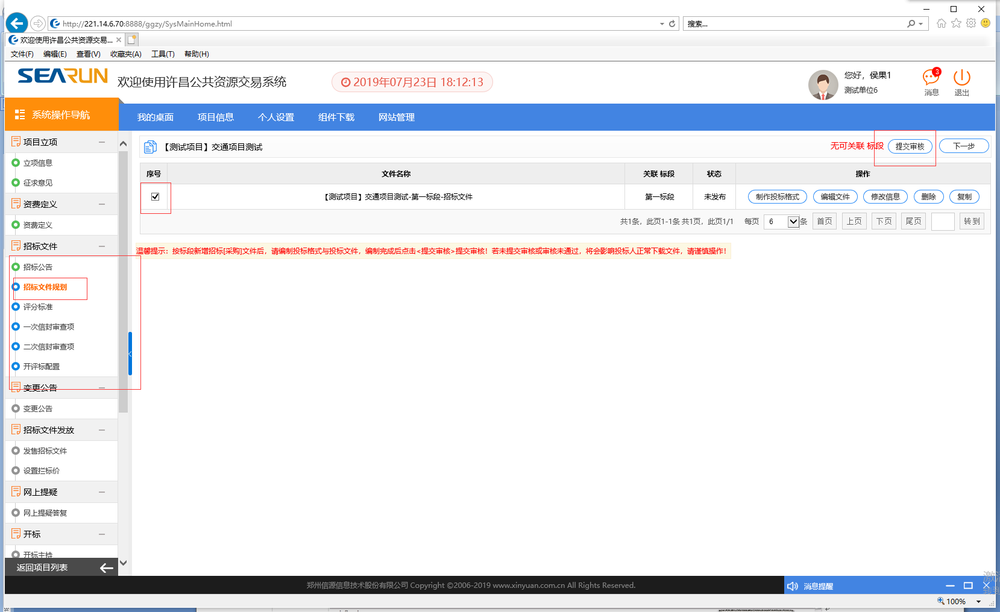 http://221.14.6.70:8888/ggzy/SysMainHome.html
搜索...
欢迎使用许昌公共资源交易...
文件(F) 编辑(E) 查看(V) 收藏夹(A) 工具(T) 帮助(H)
SEARUN 欢迎使用许昌公共资源交易系统
2019年07月23日 18:12:13
您好，侯果1
测试单位6
3
消息
退出
系统操作导航
我的桌面 项目信息 个人设置 组件下载 网站管理
项目立项
立项信息
征求意见
资费定义
资费定义
招标文件
招标公告
招标文件规划
评分标准
一次信封审查项
二次信封审查项
开评标配置
变更公告
变更公告
招标文件发放
发售招标文件
设置拦标价
网上提疑
网上提疑答复
开标
开标主持
返回项目列表
【测试项目】交通项目测试
无可关联 标段 提交审核 下一步
序号 文件名称 关联 标段 状态 操作
【测试项目】交通项目测试-第一标段-招标文件 第一标段 未发布 制作投标格式 编辑文件 修改信息 删除 复制
共1条，此页1-1条 共1页，此页1/1 每页 6 条 首页 上页 下页 尾页 转到
温馨提示：按标段新增招标[采购]文件后，请编制投标格式与投标文件，编制完成后点击<提交审核>提交审核！若未提交审核或审核未通过，将会影响投标人正常下载文件，请谨慎操作！
郑州信源信息技术股份有限公司 Copyright ©2006-2019 www.xinyuan.com.cn All Rights Reserved.
消息提醒
100%